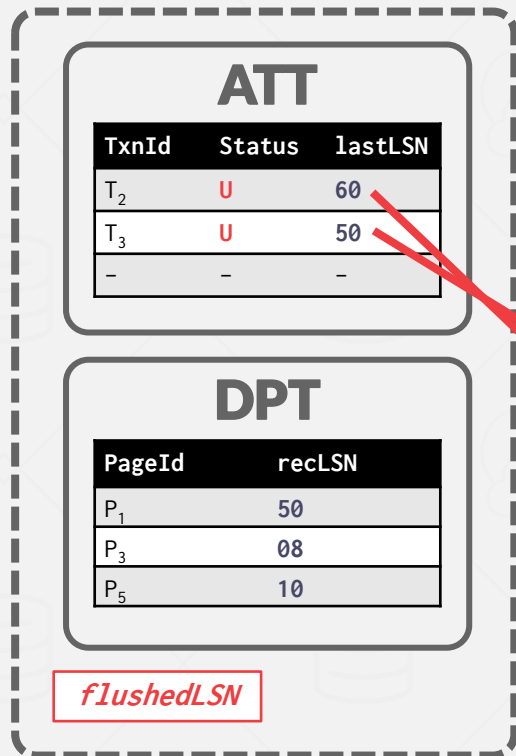 ATT
TxnId Status lastLSN
T2 U 60
T3 U 50
- - -
DPT
PageId recLSN
P1 50
P3 08
P5 10
flushedLSN